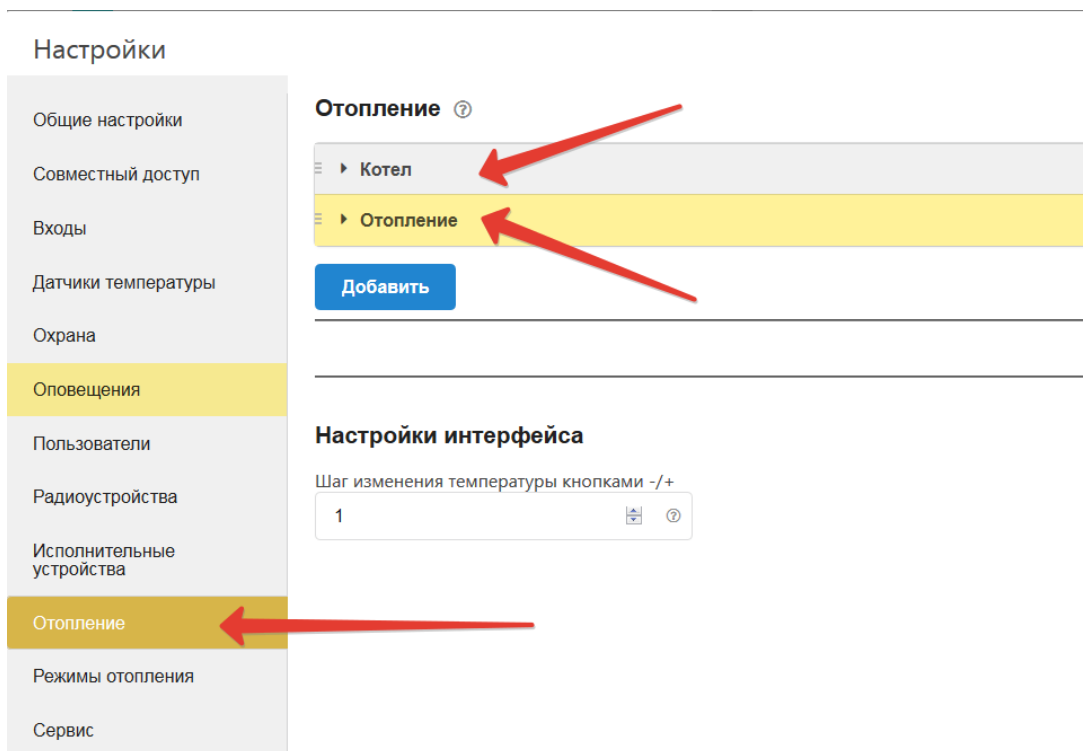 Настройки
Общие настройки
Совместный доступ
Входы
Датчики температуры
Охрана
Оповещения
Пользователи
Радиоустройства
Исполнительные
устройства
Отопление
Режимы отопления
Сервис
Отопление ?
Котел
Отопление
Добавить
Настройки интерфейса
Шаг изменения температуры кнопками -/+
1 ?